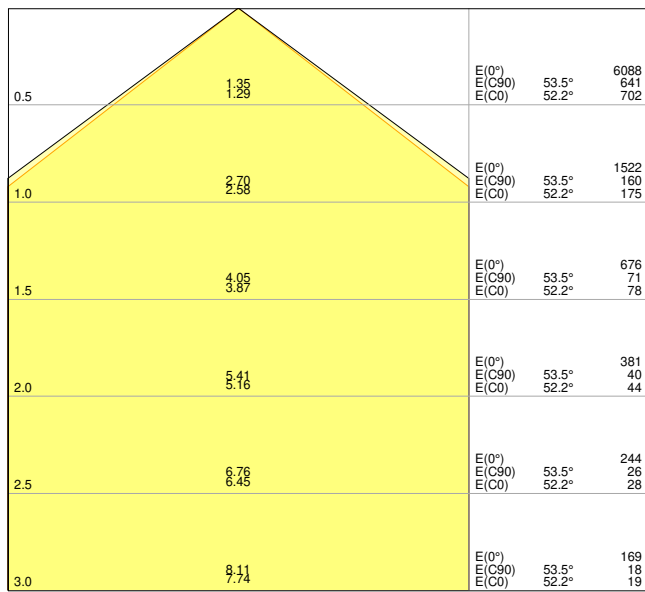 E(0°) 6088
1.35 E(C90) 53.5° 641
0.5 1.29 E(C0) 52.2° 702
E(0°) 1522
2.70 E(C90) 53.5° 160
1.0 2.58 E(C0) 52.2° 175
E(0°) 676
4.05 E(C90) 53.5° 71
1.5 3.87 E(C0) 52.2° 78
E(0°) 381
5.41 E(C90) 53.5° 40
2.0 5.16 E(C0) 52.2° 44
E(0°) 244
6.76 E(C90) 53.5° 26
2.5 6.45 E(C0) 52.2° 28
E(0°) 169
8.11 E(C90) 53.5° 18
3.0 7.74 E(C0) 52.2° 19